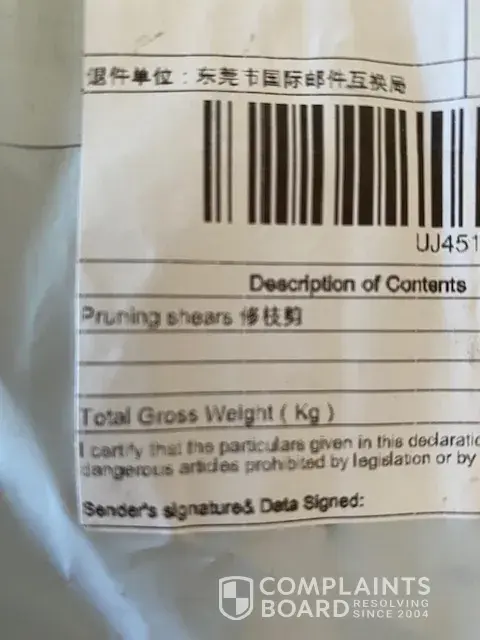 退件单位：东莞市国际邮件互换局
UJ451
Description of Contents
Pruning shears 修枝剪
Total Gross Weight ( Kg )
I certify that the particulars given in this declaratic
dangerous articles prohibited by legislation or by
Sender's signature& Data Signed:
COMPLAINTS
BOARD RESOLVING
SINCE 2004